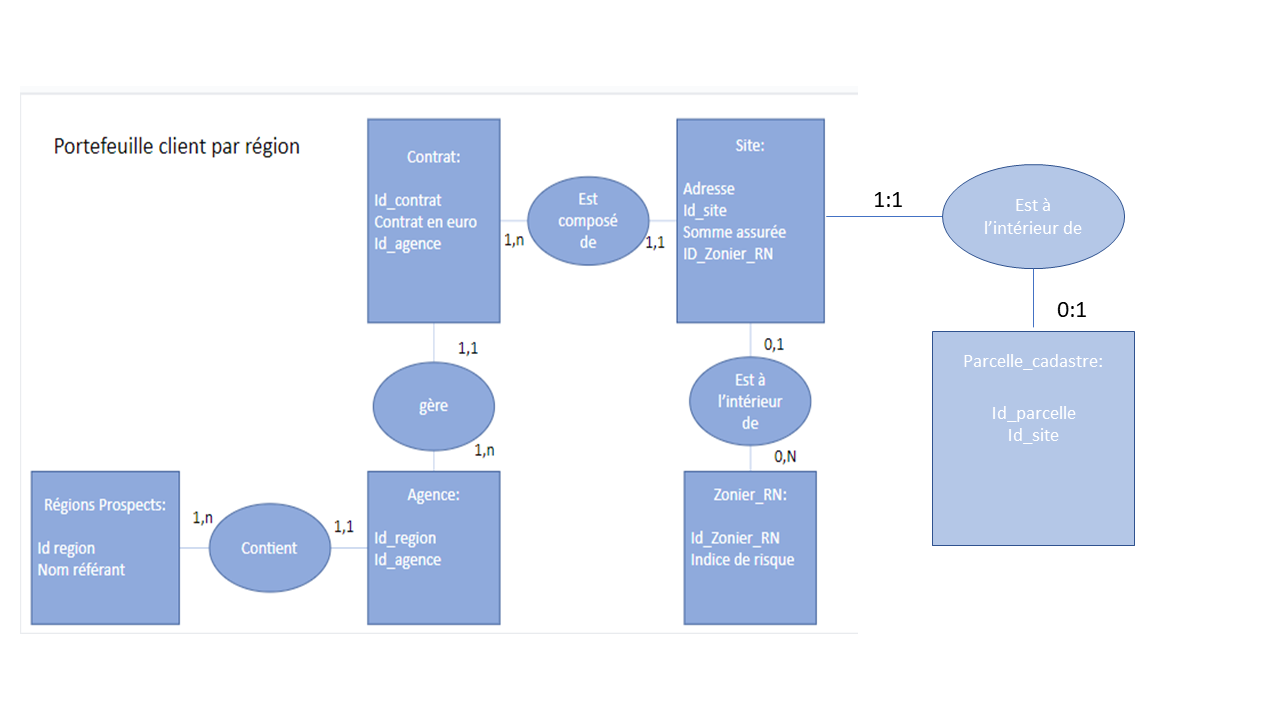 Portefeuille client par région
Contrat:
Id_contrat
Contrat en euro
Id_agence
1,n
Est
composé
de
1,1
Site:
Adresse
Id_site
Somme assurée
ID_Zonier_RN
1:1
Est à
l’intérieur de
0:1
Parcelle_cadastre:
Id_parcelle
Id_site
1,1
gère
1,n
0,1
Est à
l’intérieur
de
0,N
Régions Prospects:
Id region
Nom référant
1,n
Contient
1,1
Agence:
Id_region
Id_agence
Zonier_RN:
Id_Zonier_RN
Indice de risque